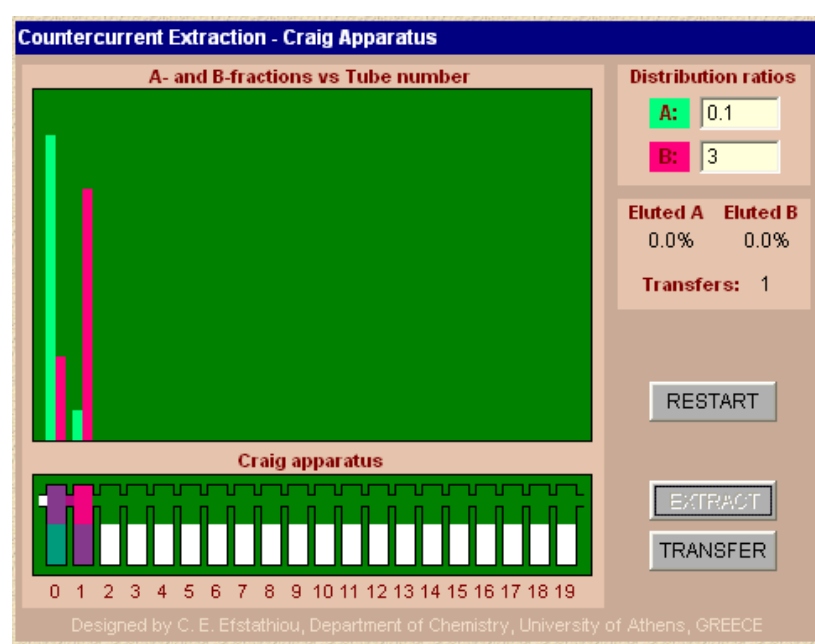 Countercurrent Extraction - Craig Apparatus
A- and B-fractions vs Tube number
Distribution ratios
A: 0.1
B: 3
Eluted A Eluted B
0.0% 0.0%
Transfers: 1
RESTART
Craig apparatus
EXTRACT
TRANSFER
0 1 2 3 4 5 6 7 8 9 10 11 12 13 14 15 16 17 18 19
Designed by C. E. Efstathiou, Department of Chemistry, University of Athens, GREECE